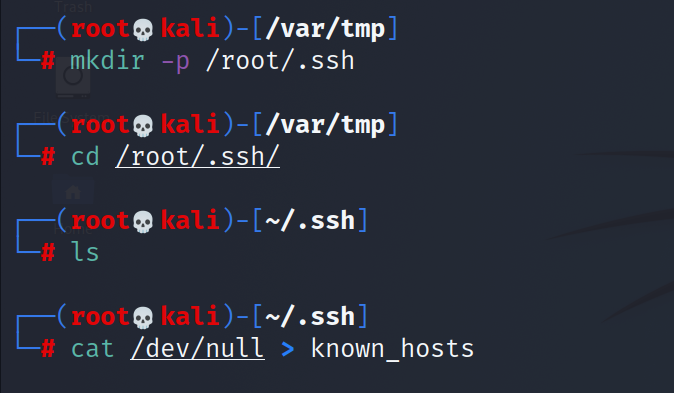 Trash
┌──(root💀kali)-[/var/tmp]
└─# mkdir -p /root/.ssh
┌──(root💀kali)-[/var/tmp]
└─# cd /root/.ssh/
┌──(root💀kali)-[~/.ssh]
└─# ls
┌──(root💀kali)-[~/.ssh]
└─# cat /dev/null > known_hosts